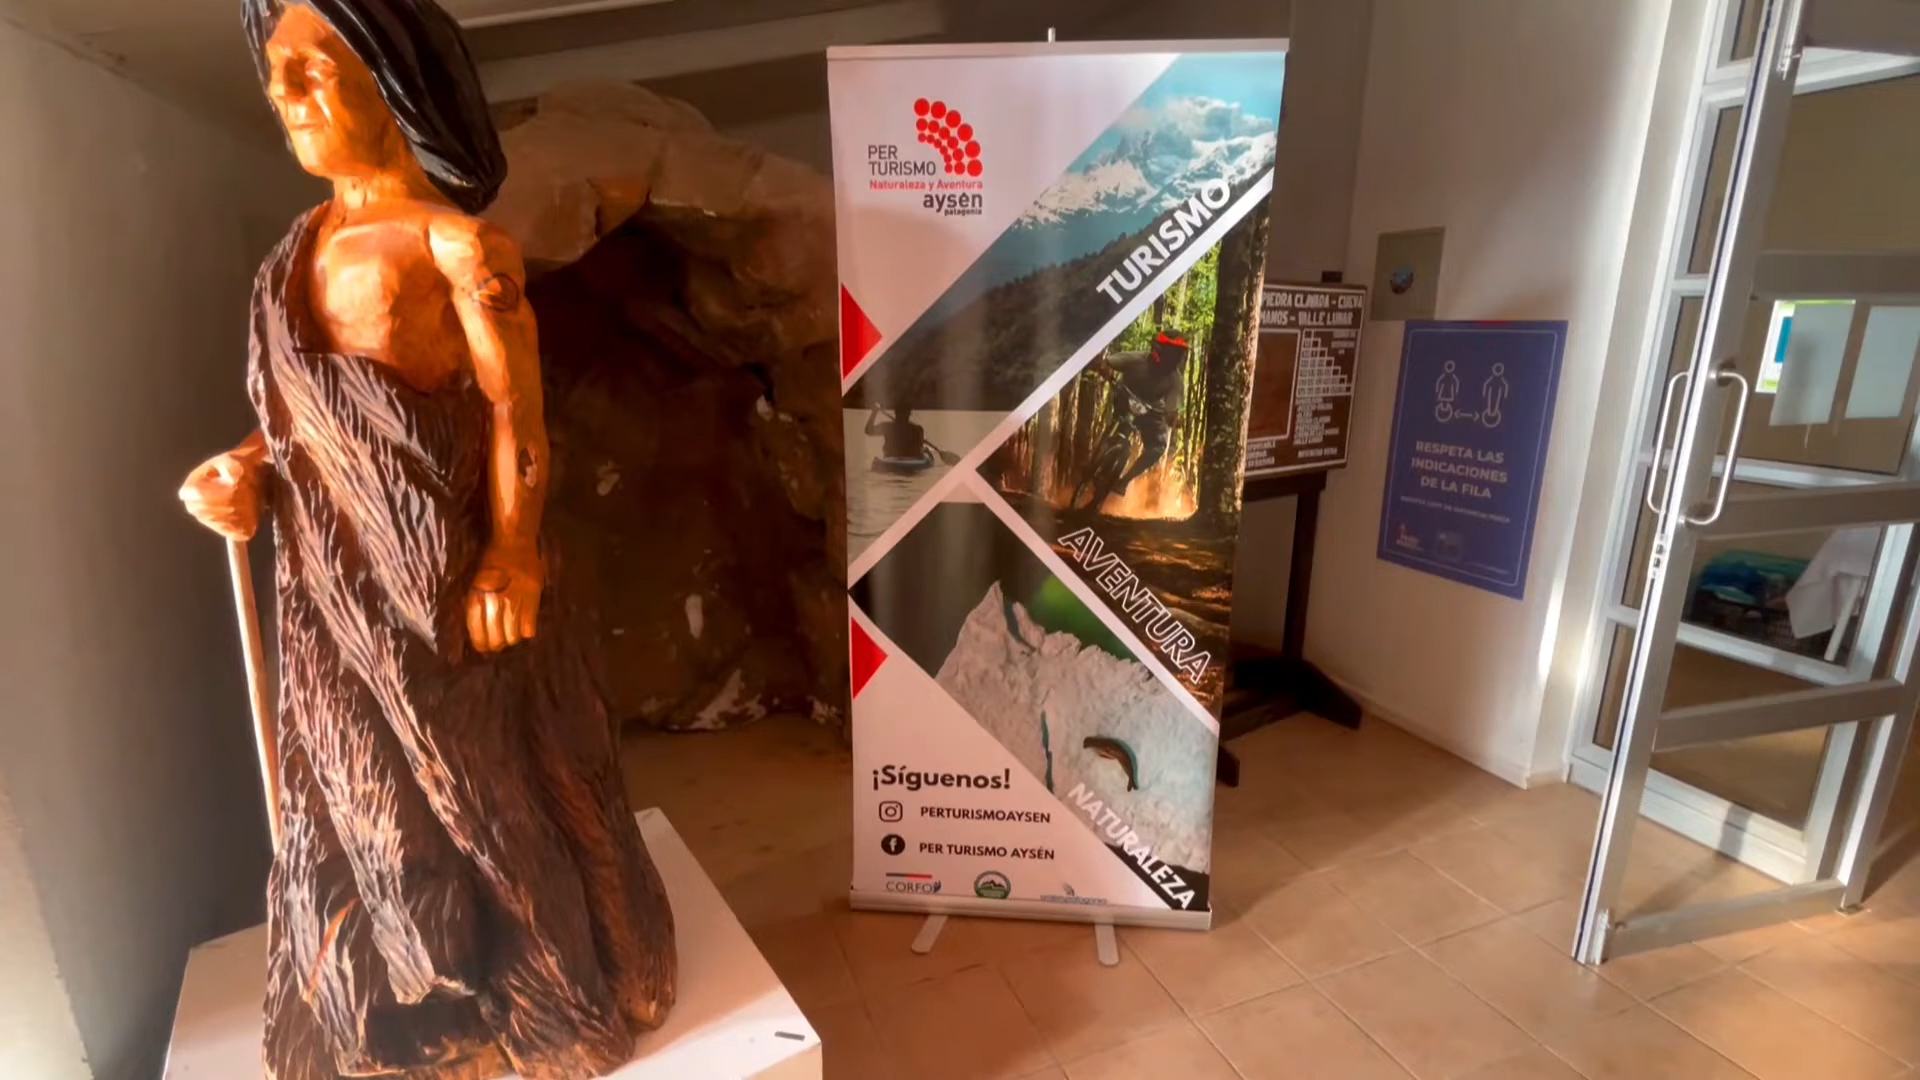 PER
TURISMO
Naturaleza y Aventura
aysén
patagonia
TURISMO
AVENTURA
NATURALEZA
¡Síguenos!
PERTURISMOAYSEN
PER TURISMO AYSÉN
CORFO
PIEDRA CLAVADA - CUEVA
MANOS - VALLE LUNAR
RESPETA LAS
INDICACIONES
DE LA FILA